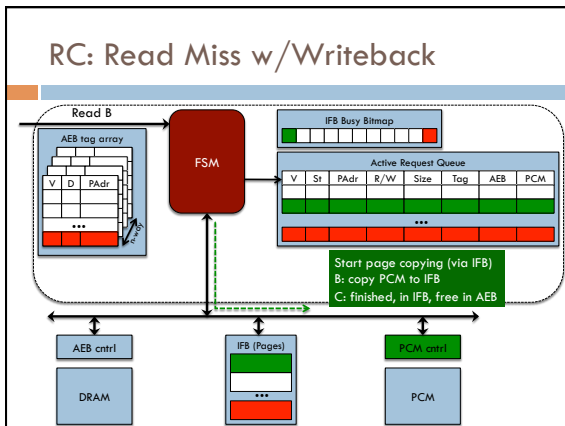 RC: Read Miss w/Writeback
Read B
AEB tag array
V D PAdr
•••
n-way
FSM
IFB Busy Bitmap
Active Request Queue
V St PAdr R/W Size Tag AEB PCM
•••
Start page copying (via IFB)
B: copy PCM to IFB
C: finished, in IFB, free in AEB
AEB cntrl
IFB (Pages)
•••
PCM cntrl
DRAM
PCM